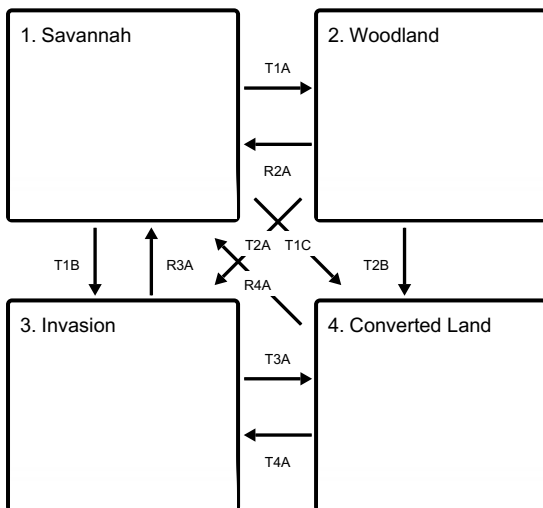 1. Savannah
2. Woodland
T1A
R2A
T1B
R3A
T2A
T1C
R4A
T2B
3. Invasion
4. Converted Land
T3A
T4A